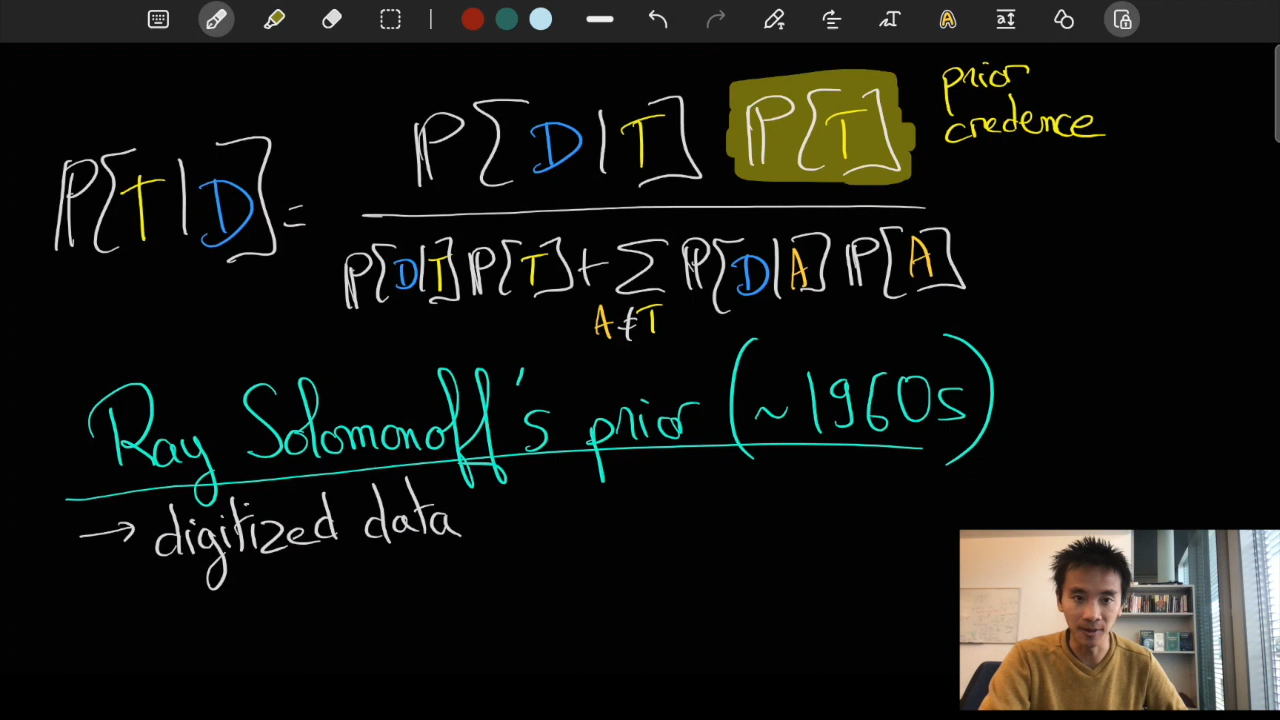 prior
credence
ℙ[T|D] = ℙ[D|T] ℙ[T]
ℙ[D|T]ℙ[T] + ∑ ℙ[D|A] ℙ[A]
A≠T
Ray Solomonoff's prior (~1960s)
→ digitized data